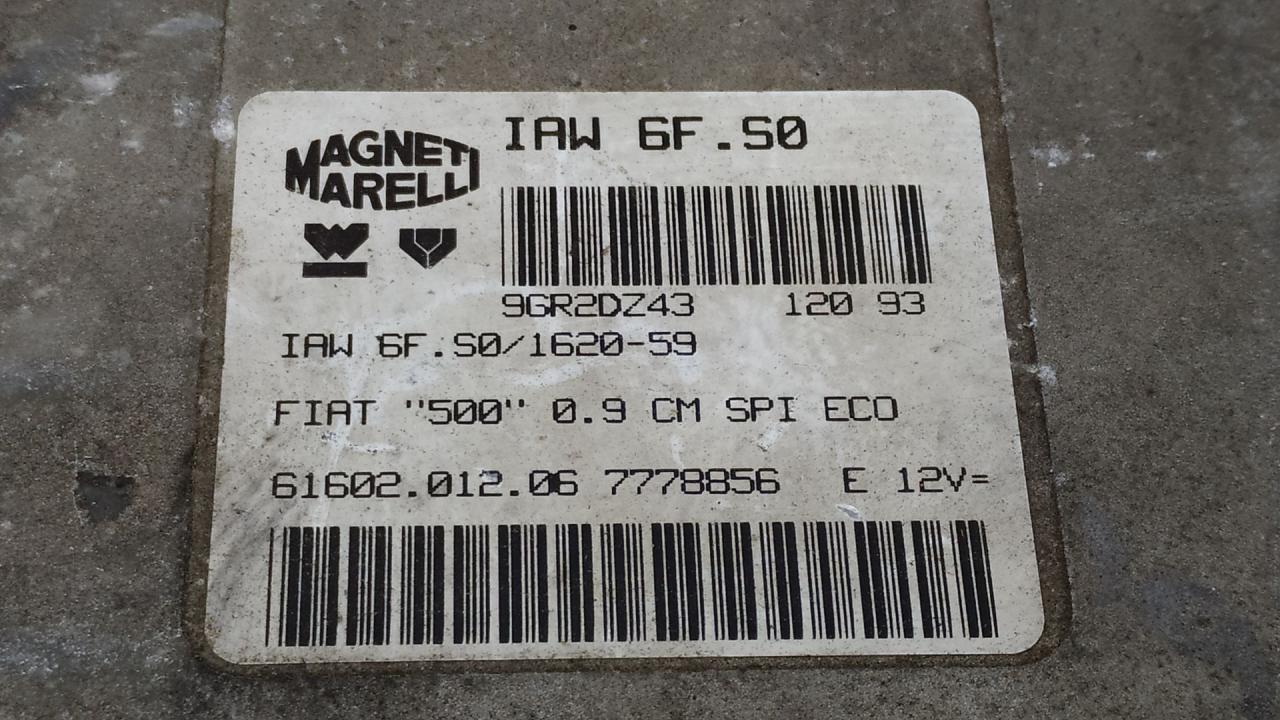 MAGNETI
MARELLI
IAW 6F.S0
9GR2DZ43 120 93
IAW 6F.S0/1620-59
FIAT "500" 0.9 CM SPI ECO
61602.012.06 7778856 E 12V=